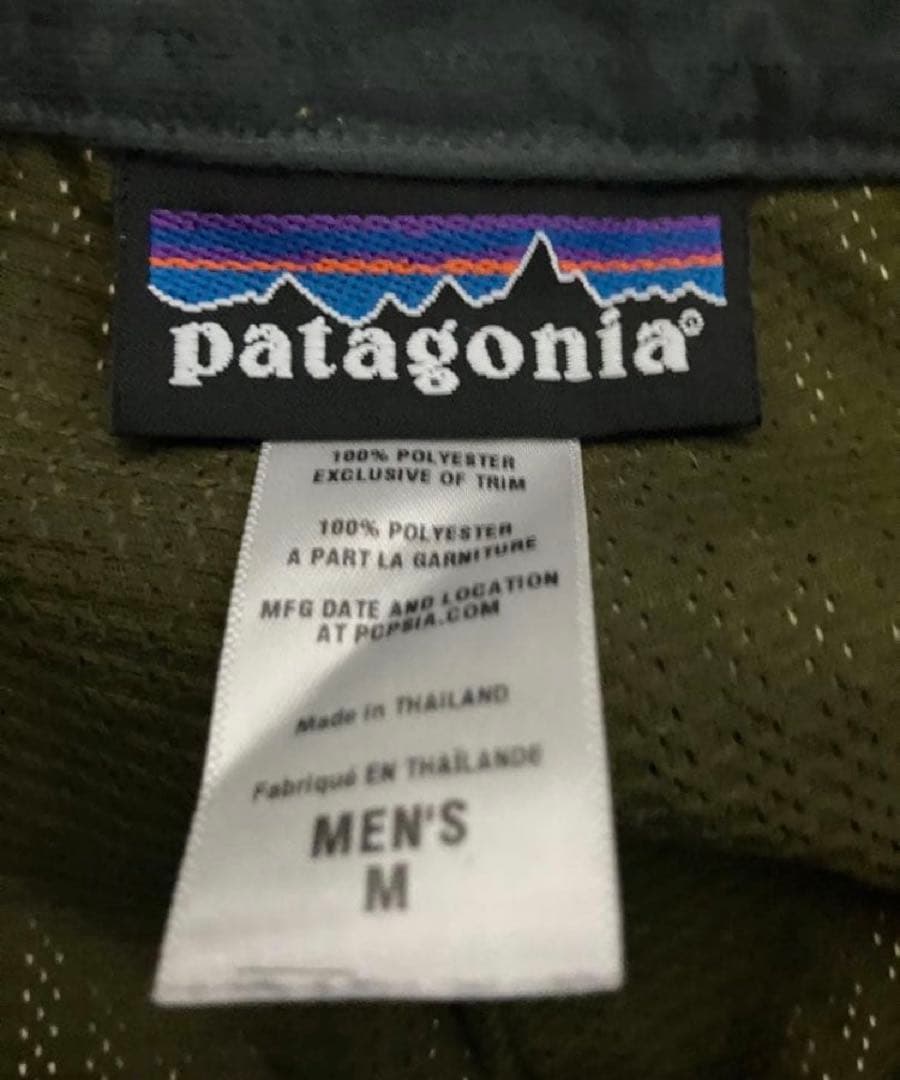 patagonia®
100% POLYESTER
EXCLUSIVE OF TRIM
100% POLYESTER
A PART LA GARNITURE
MFG DATE AND LOCATION
AT PCPSIA.COM
Made in THAILAND
Fabriqué EN THAÏLANDE
MEN'S
M